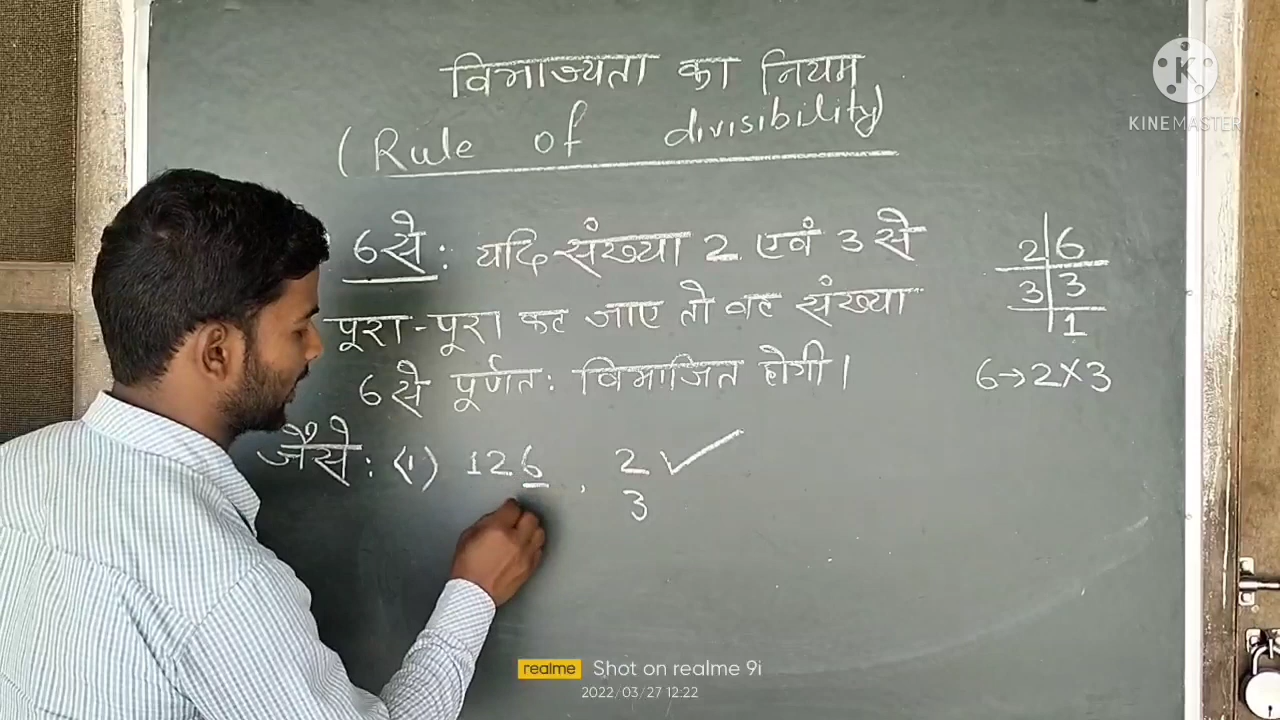 विभाज्यता का नियम
(Rule of divisibility)
6 से : यदि संख्या 2 एवं 3 से
पूरा-पूरा कट जाए तो वह संख्या
6 से पूर्णतः विभाजित होगी।
जैसे : (1) 126 , 2 ✓
3
2 | 6
3 | 3
1
6→2×3
K
KINEMASTER
realme Shot on realme 9i
2022/03/27 12:22